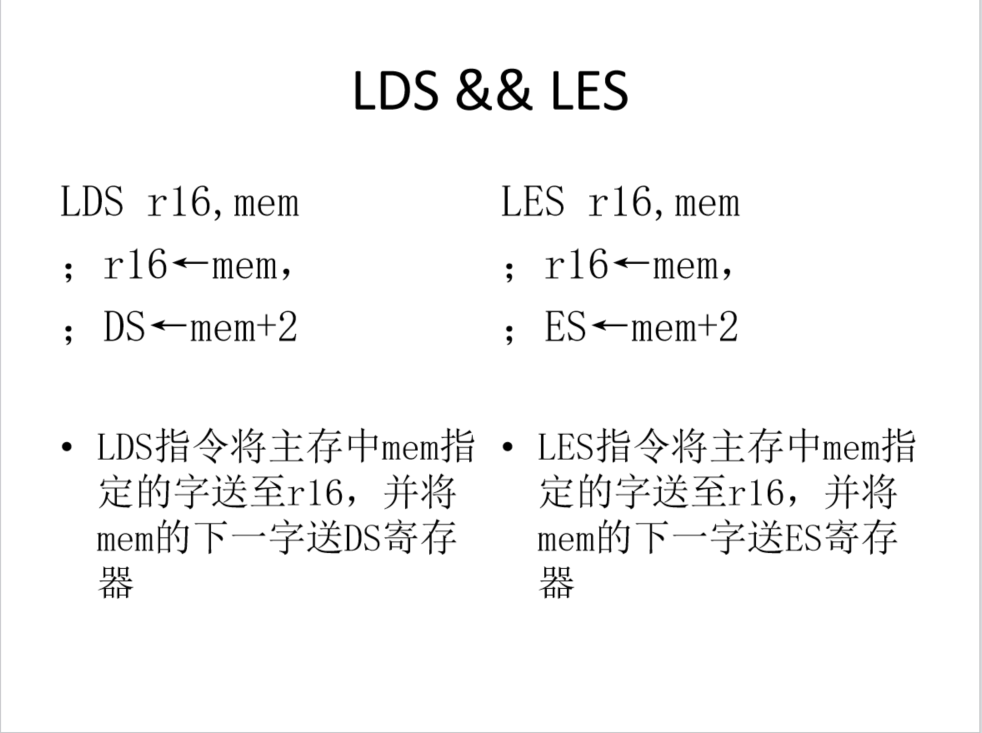 LDS && LES
LDS r16,mem
；r16←mem，
；DS←mem+2
• LDS指令将主存中mem指
定的字送至r16，并将
mem的下一字送DS寄存
器
LES r16,mem
；r16←mem，
；ES←mem+2
• LES指令将主存中mem指
定的字送至r16，并将
mem的下一字送ES寄存
器